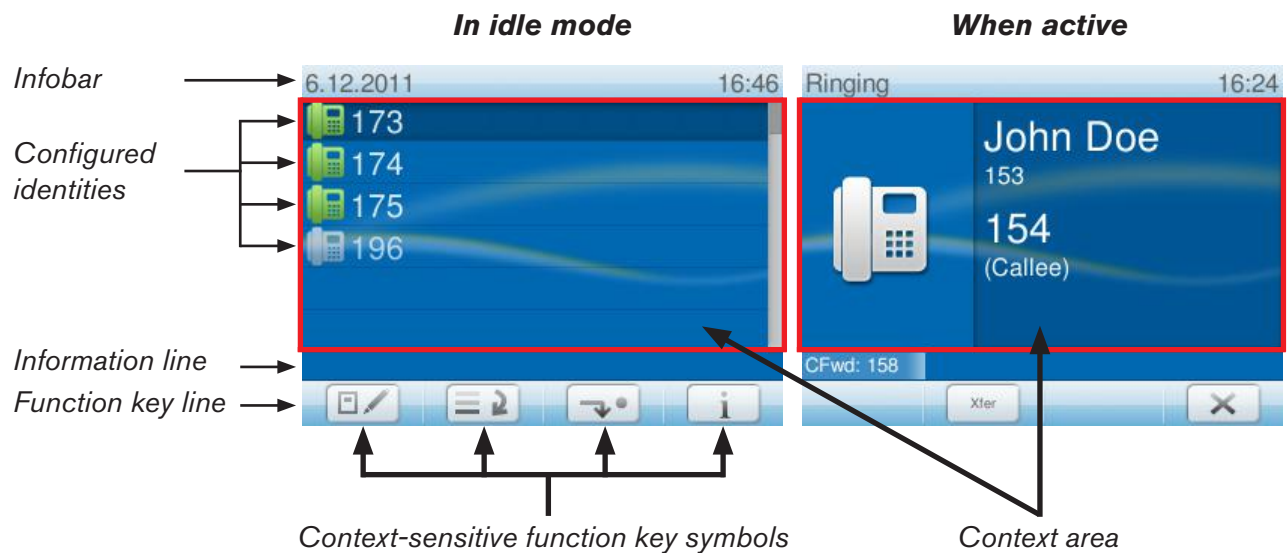 In idle mode
When active
Infobar
6.12.2011 16:46
Ringing 16:24
Configured
identities
173
174
175
196
John Doe
153
154
(Callee)
Information line
CFwd: 158
Function key line
i
Xfer
Context-sensitive function key symbols
Context area